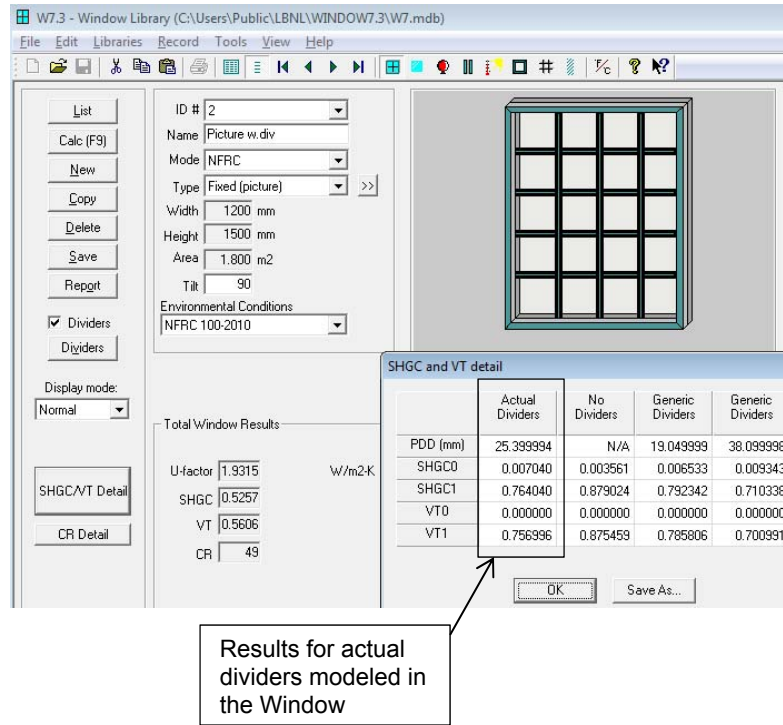 W7.3 - Window Library (C:\Users\Public\LBNL\WINDOW7.3\W7.mdb)
File Edit Libraries Record Tools View Help
List
Calc (F9)
New
Copy
Delete
Save
Report
Dividers
Dividers
Display mode:
Normal
SHGC/VT Detail
CR Detail
ID # 2
Name Picture w.div
Mode NFRC
Type Fixed (picture) >>
Width 1200 mm
Height 1500 mm
Area 1.800 m2
Tilt 90
Environmental Conditions
NFRC 100-2010
Total Window Results
U-factor 1.9315 W/m2-K
SHGC 0.5257
VT 0.5606
CR 49
SHGC and VT detail
Actual Dividers No Dividers Generic Dividers Generic Dividers
PDD (mm) 25.399994 N/A 19.049999 38.099998
SHGC0 0.007040 0.003561 0.006533 0.009343
SHGC1 0.764040 0.879024 0.792342 0.710338
VT0 0.000000 0.000000 0.000000 0.000000
VT1 0.756996 0.875459 0.785806 0.700991
OK Save As...
Results for actual
dividers modeled in
the Window